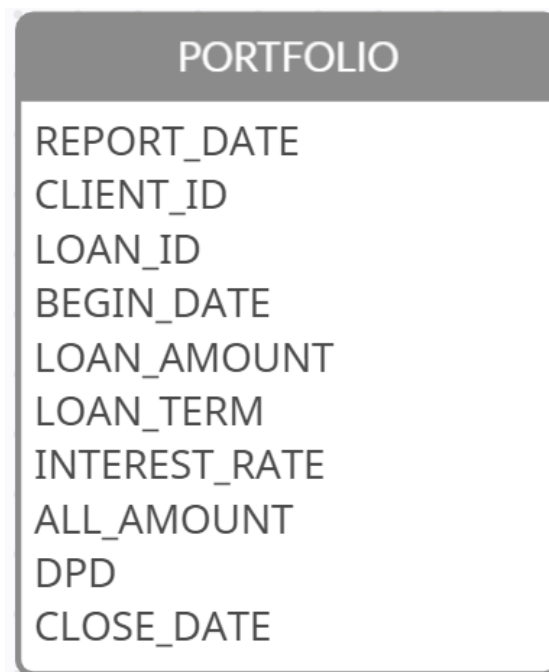 PORTFOLIO
REPORT_DATE
CLIENT_ID
LOAN_ID
BEGIN_DATE
LOAN_AMOUNT
LOAN_TERM
INTEREST_RATE
ALL_AMOUNT
DPD
CLOSE_DATE